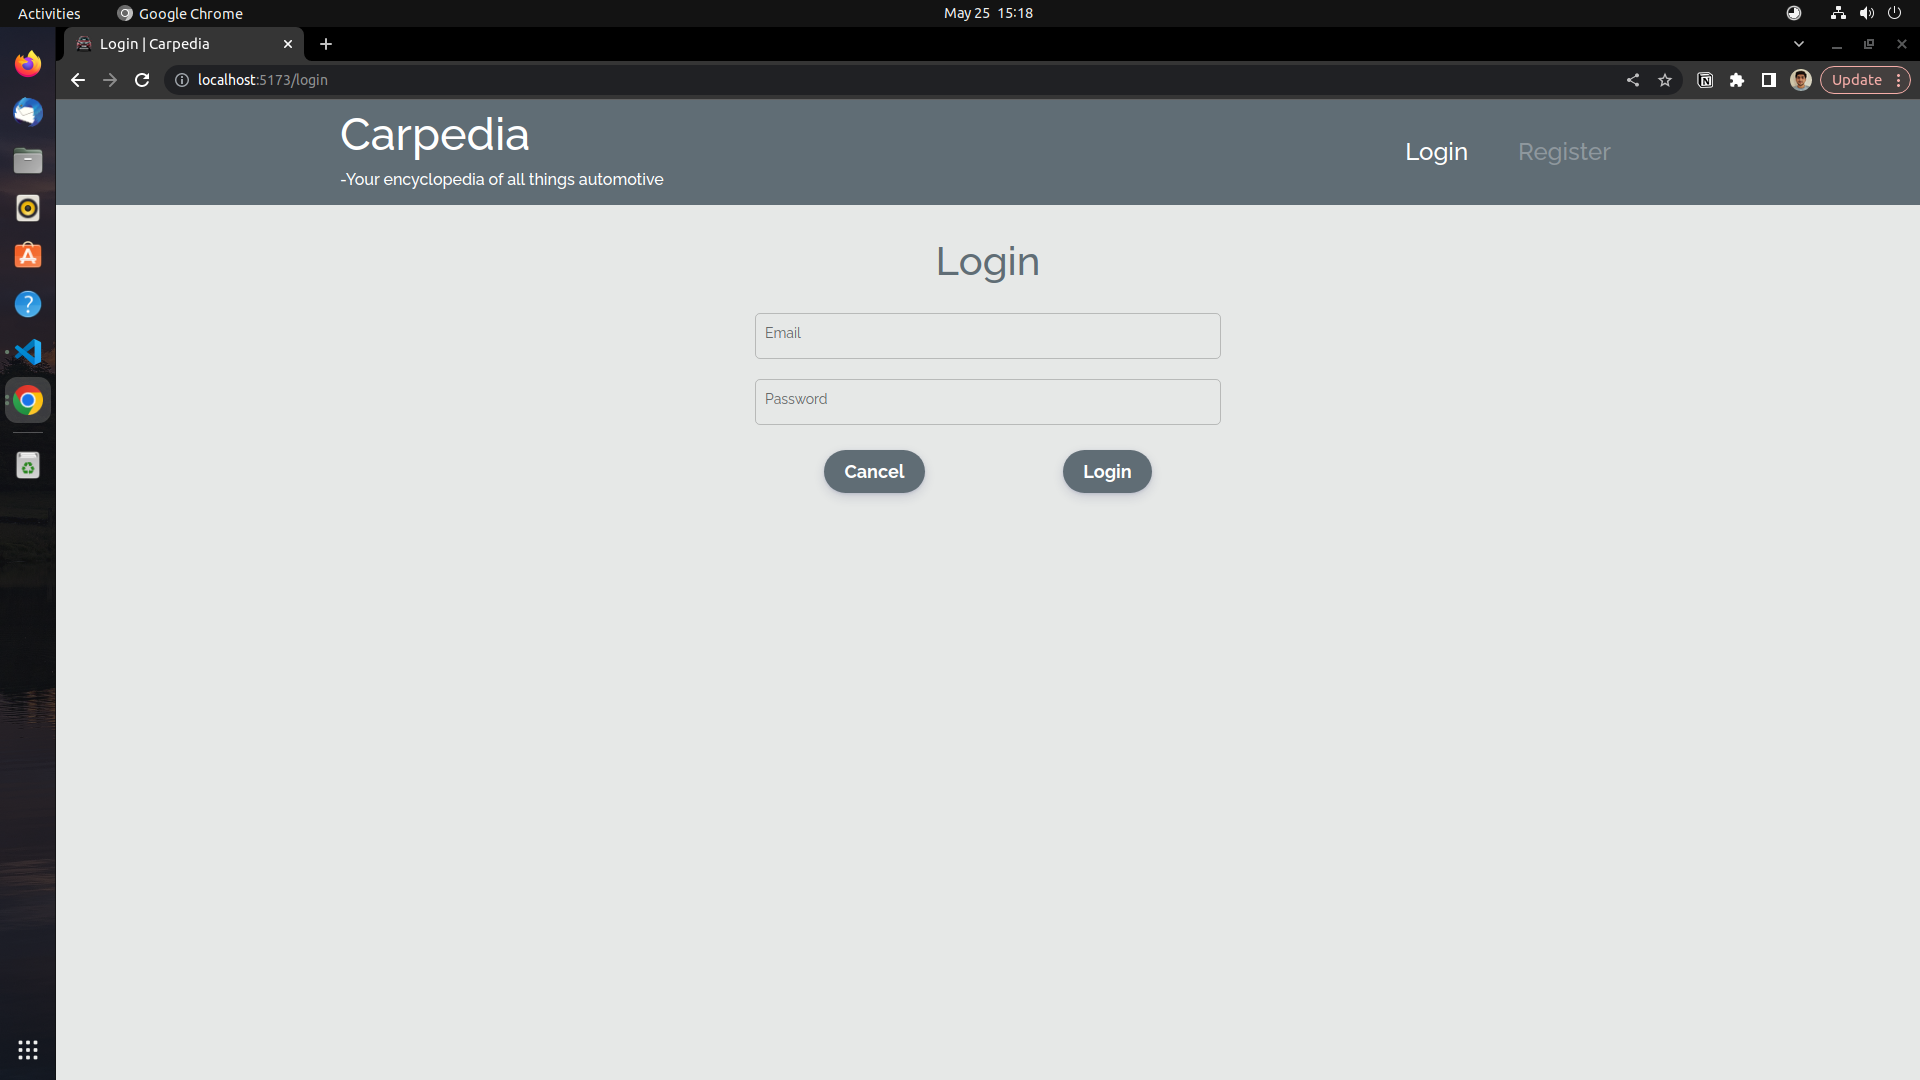 Activities
Google Chrome
May 25 15:18
Login | Carpedia
localhost:5173/login
Update
Carpedia
-Your encyclopedia of all things automotive
Login
Register
Login
Email
Password
Cancel
Login